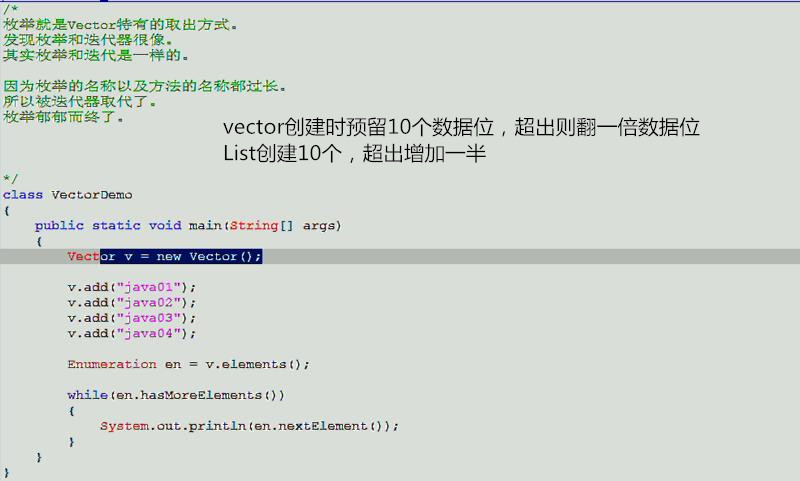 /*
枚举就是Vector特有的取出方式。
发现枚举和迭代器很像。
其实枚举和迭代是一样的。
因为枚举的名称以及方法的名称都过长。
所以被迭代器取代了。
枚举郁郁而终了。
vector创建时预留10个数据位，超出则翻一倍数据位
List创建10个，超出增加一半
*/
class VectorDemo
{
public static void main(String[] args)
{
Vector v = new Vector();
v.add("java01");
v.add("java02");
v.add("java03");
v.add("java04");
Enumeration en = v.elements();
while(en.hasMoreElements())
{
System.out.println(en.nextElement());
}
}
}